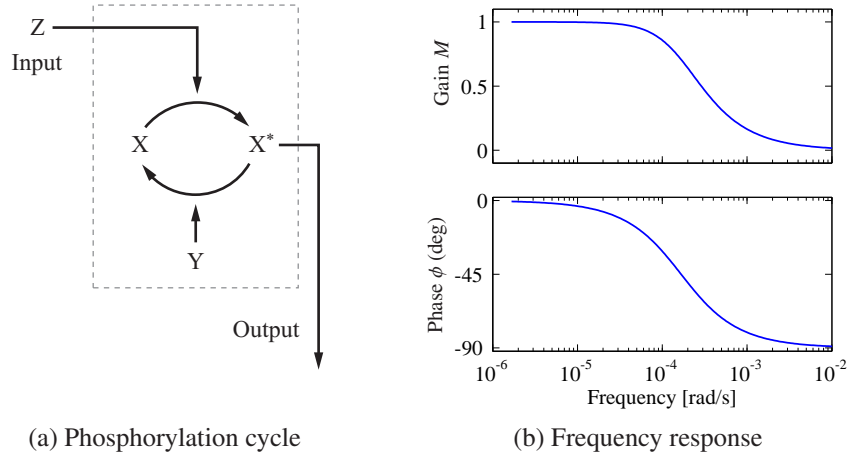 Z
Input
X
X*
Y
Output
(a) Phosphorylation cycle
Gain M
1
0.5
0
Phase ϕ (deg)
0
-45
-90
10⁻⁶ 10⁻⁵ 10⁻⁴ 10⁻³ 10⁻²
Frequency [rad/s]
(b) Frequency response